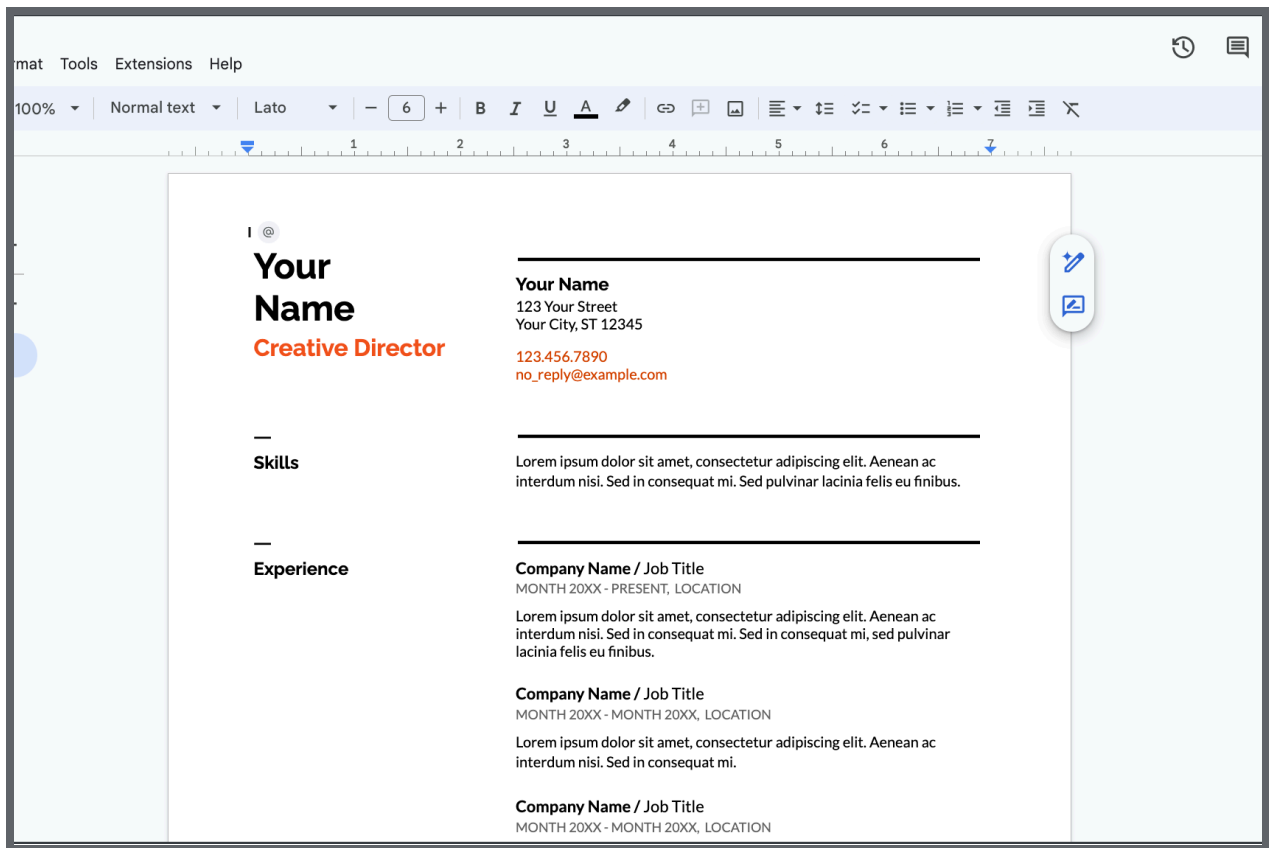 rmat Tools Extensions Help
100% Normal text Lato 6 B I U A
1 2 3 4 5 6 7
@
Your
Name
Creative Director
Your Name
123 Your Street
Your City, ST 12345
123.456.7890
no_reply@example.com
Skills
Lorem ipsum dolor sit amet, consectetur adipiscing elit. Aenean ac
interdum nisi. Sed in consequat mi. Sed pulvinar lacinia felis eu finibus.
Experience
Company Name / Job Title
MONTH 20XX - PRESENT, LOCATION
Lorem ipsum dolor sit amet, consectetur adipiscing elit. Aenean ac
interdum nisi. Sed in consequat mi. Sed in consequat mi, sed pulvinar
lacinia felis eu finibus.
Company Name / Job Title
MONTH 20XX - MONTH 20XX, LOCATION
Lorem ipsum dolor sit amet, consectetur adipiscing elit. Aenean ac
interdum nisi. Sed in consequat mi.
Company Name / Job Title
MONTH 20XX - MONTH 20XX, LOCATION